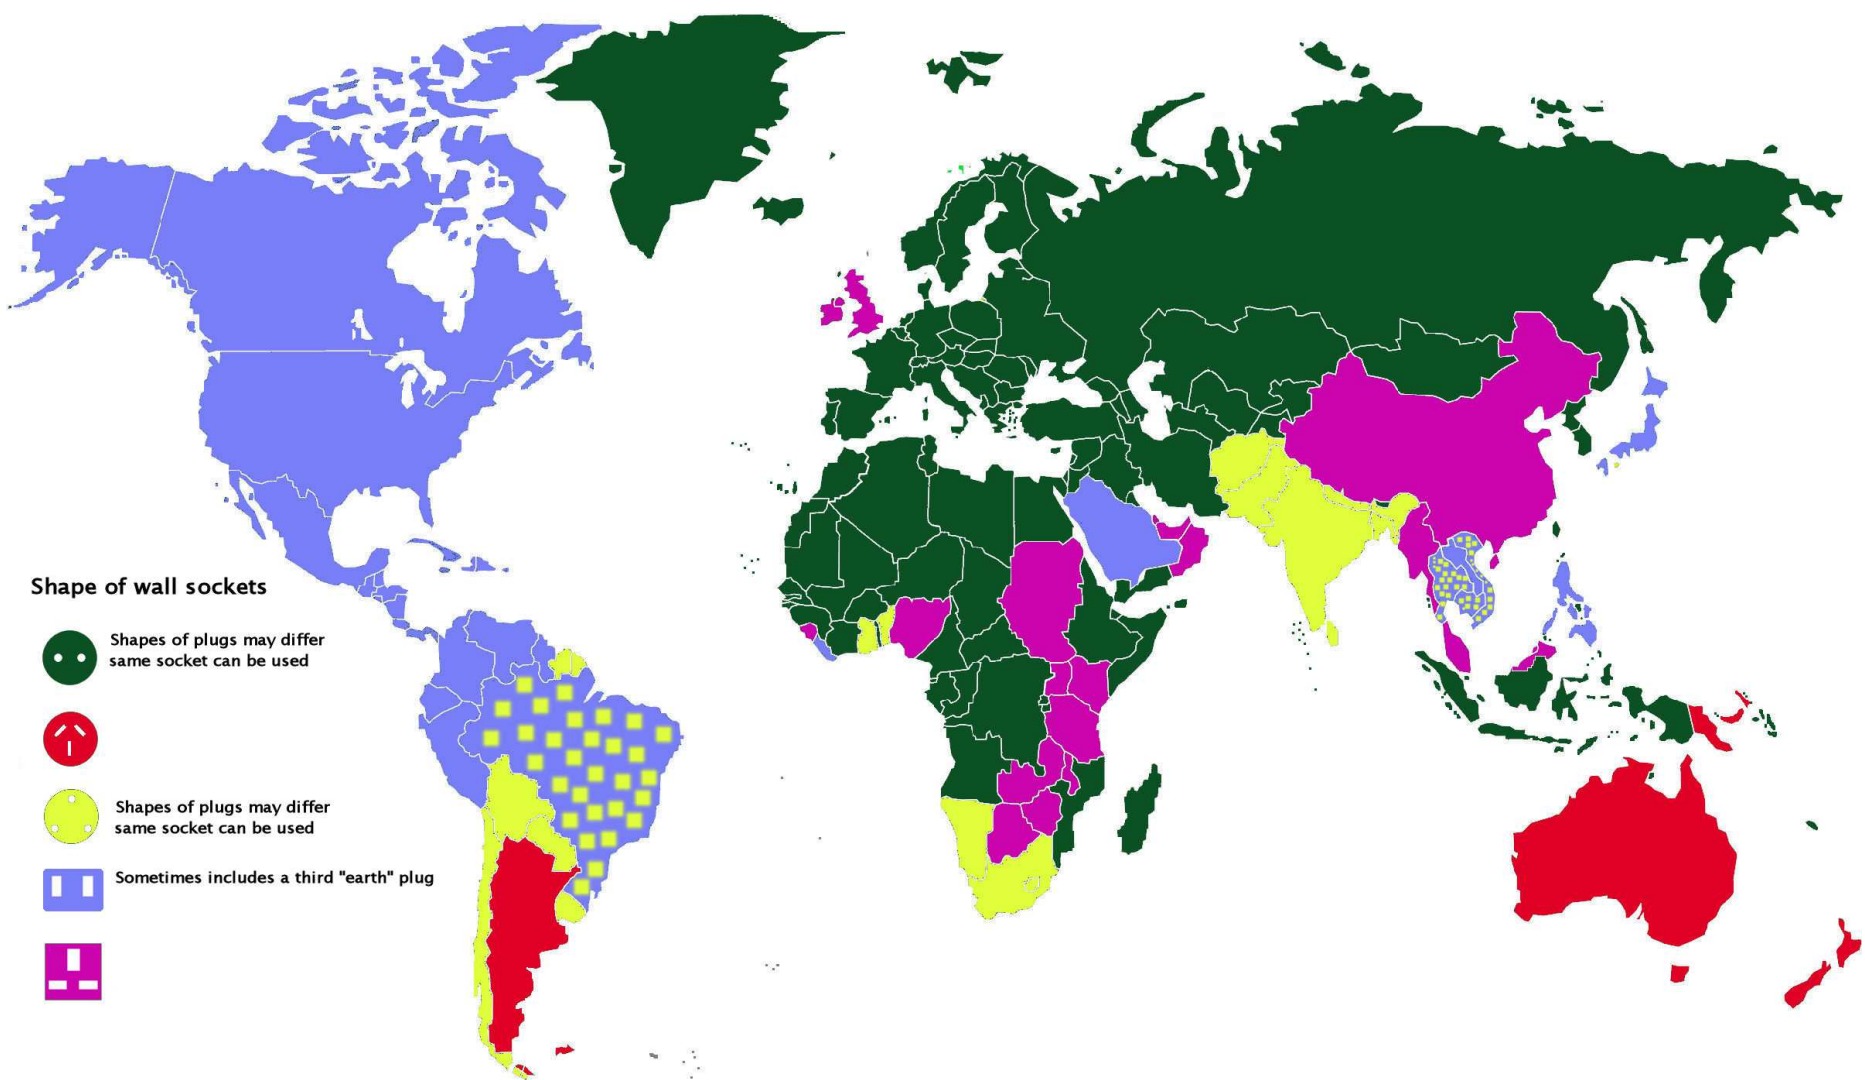 Shape of wall sockets
Shapes of plugs may differ
same socket can be used
Shapes of plugs may differ
same socket can be used
Sometimes includes a third "earth" plug